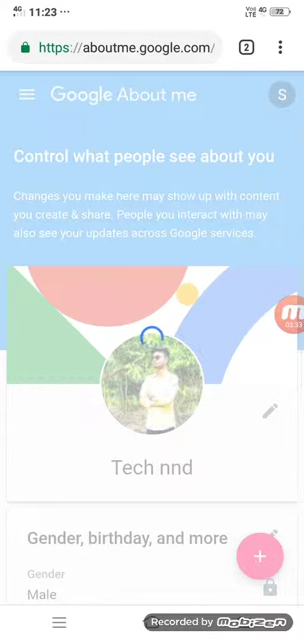 4G 11:23 ...
Vo) 4G LTE 72
https://aboutme.google.com/ 2
Google About me S
Control what people see about you
Changes you make here may show up with content
you create & share. People you interact with may
also see your updates across Google services.
M
03:33
Tech nnd
Gender, birthday, and more
+
Gender
Male
Recorded by mobizen